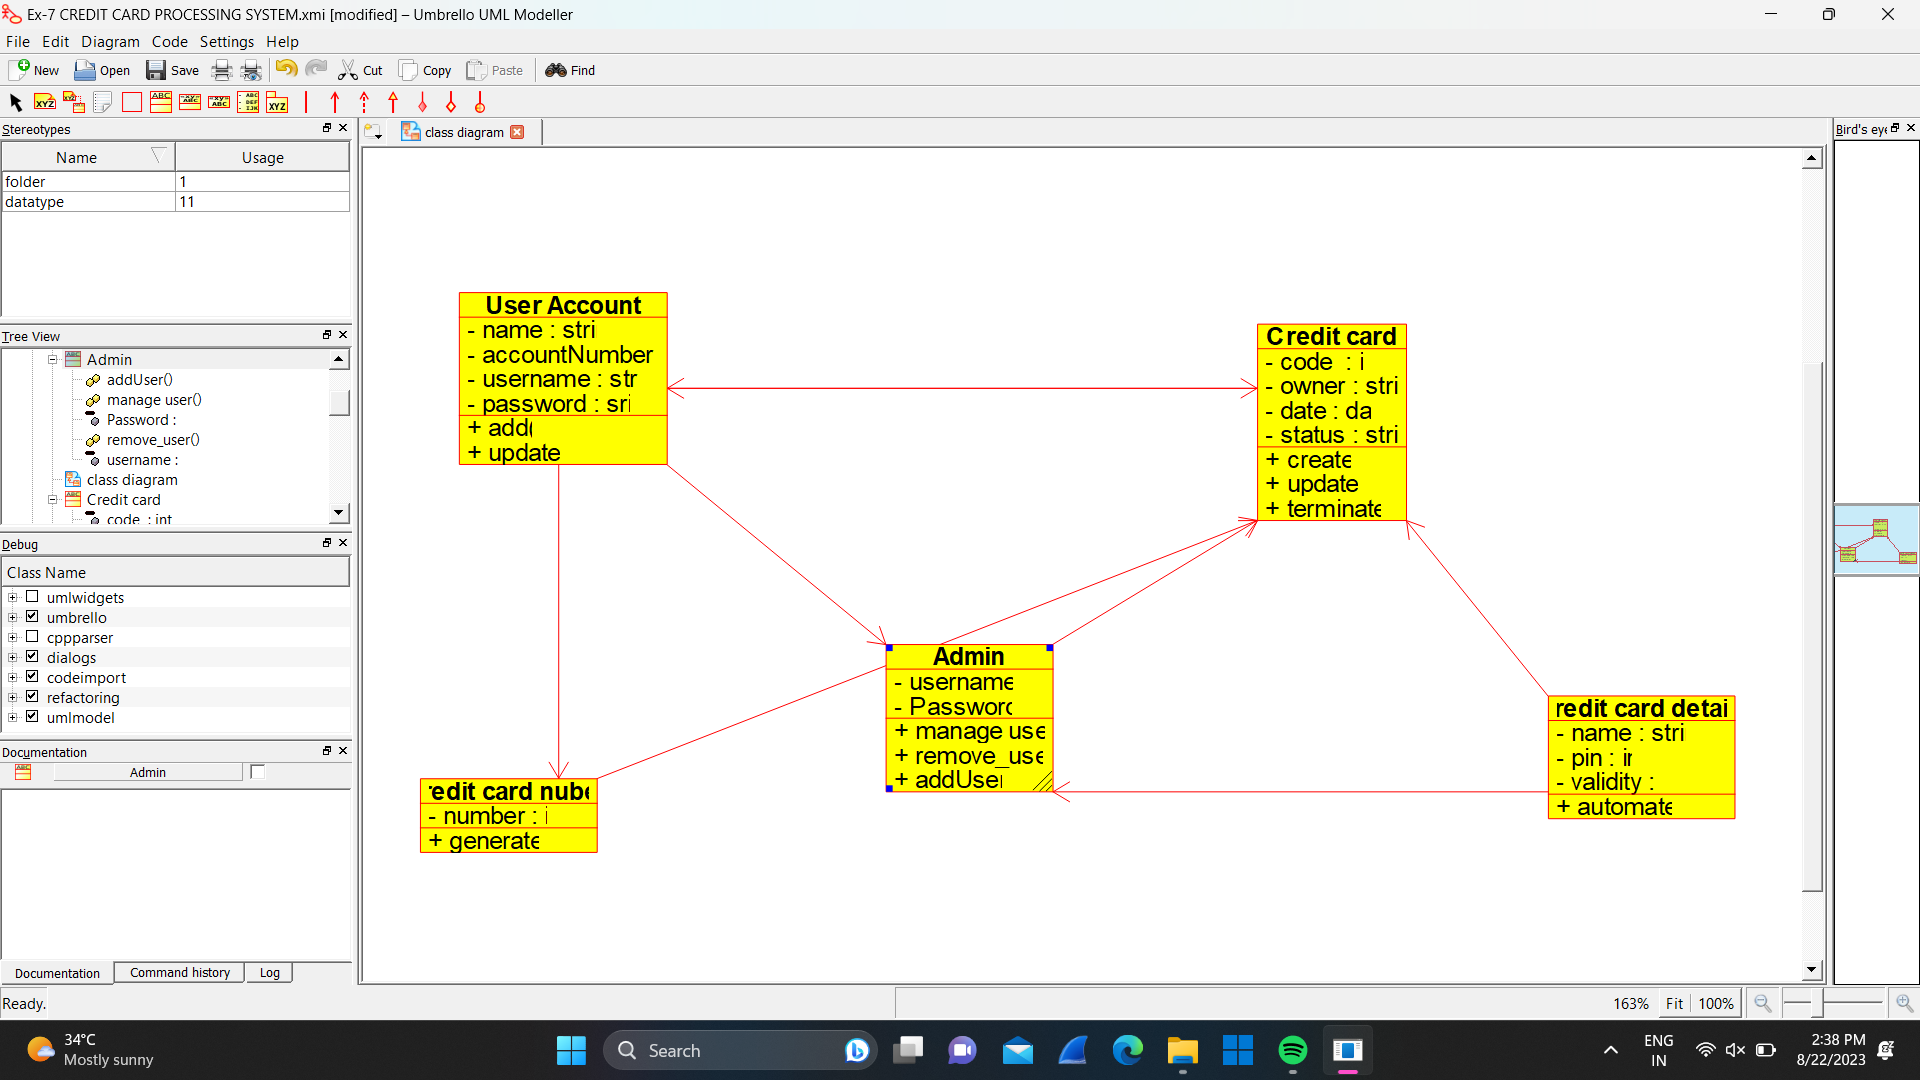 Ex-7 CREDIT CARD PROCESSING SYSTEM.xmi [modified] – Umbrello UML Modeller
File Edit Diagram Code Settings Help
New Open Save Cut Copy Paste Find
Stereotypes
Name Usage
folder 1
datatype 11
Tree View
Admin
addUser()
manage user()
Password :
remove_user()
username :
class diagram
Credit card
code : int
Debug
Class Name
umlwidgets
umbrello
cppparser
dialogs
codeimport
refactoring
umlmodel
Documentation
Admin
Documentation Command history Log
Ready.
class diagram
User Account
- name : stri
- accountNumber
- username : str
- password : sri
+ add(
+ update
Credit card
- code : i
- owner : stri
- date : da
- status : stri
+ create
+ update
+ terminate
Admin
- username
- Password
+ manage use
+ remove_use
+ addUser
redit card detai
- name : stri
- pin : ir
- validity :
+ automate
redit card nube
- number : i
+ generate
Bird's eye
163% Fit 100%
34°C
Mostly sunny
Search
ENG
IN
2:38 PM
8/22/2023